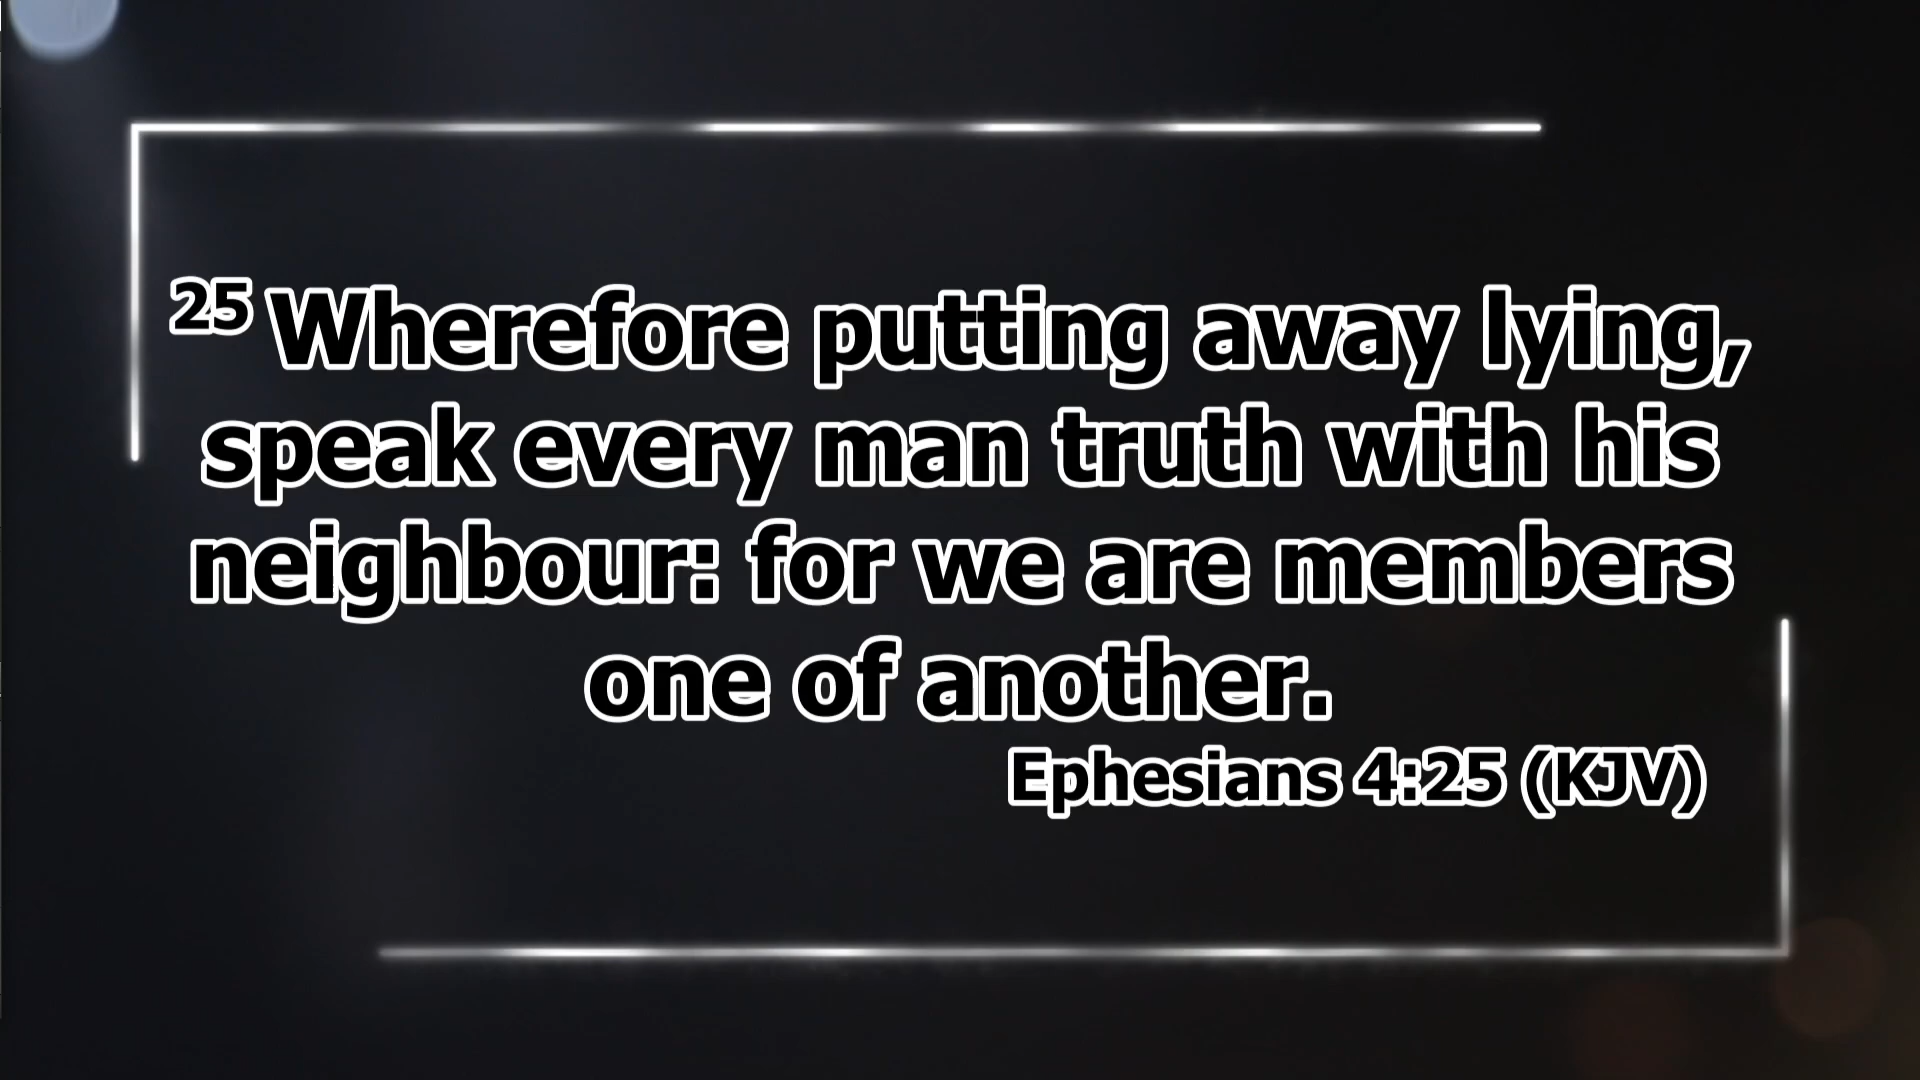 25 Wherefore putting away lying,
speak every man truth with his
neighbour: for we are members
one of another.
Ephesians 4:25 (KJV)